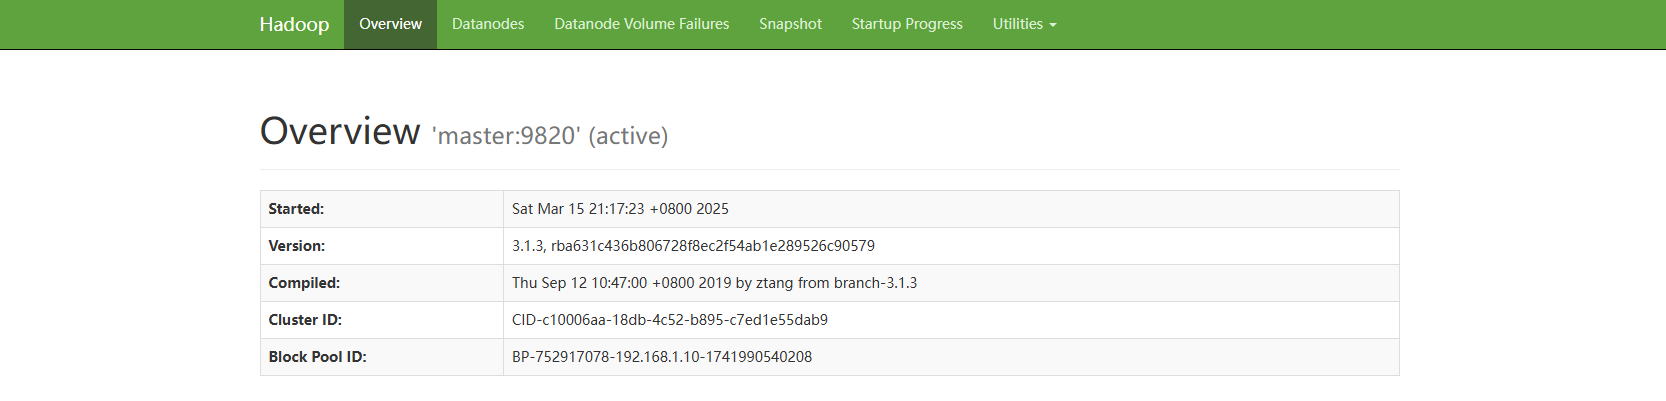 Hadoop Overview Datanodes Datanode Volume Failures Snapshot Startup Progress Utilities
Overview 'master:9820' (active)
Started: Sat Mar 15 21:17:23 +0800 2025
Version: 3.1.3, rba631c436b806728f8ec2f54ab1e289526c90579
Compiled: Thu Sep 12 10:47:00 +0800 2019 by ztang from branch-3.1.3
Cluster ID: CID-c10006aa-18db-4c52-b895-c7ed1e55dab9
Block Pool ID: BP-752917078-192.168.1.10-1741990540208